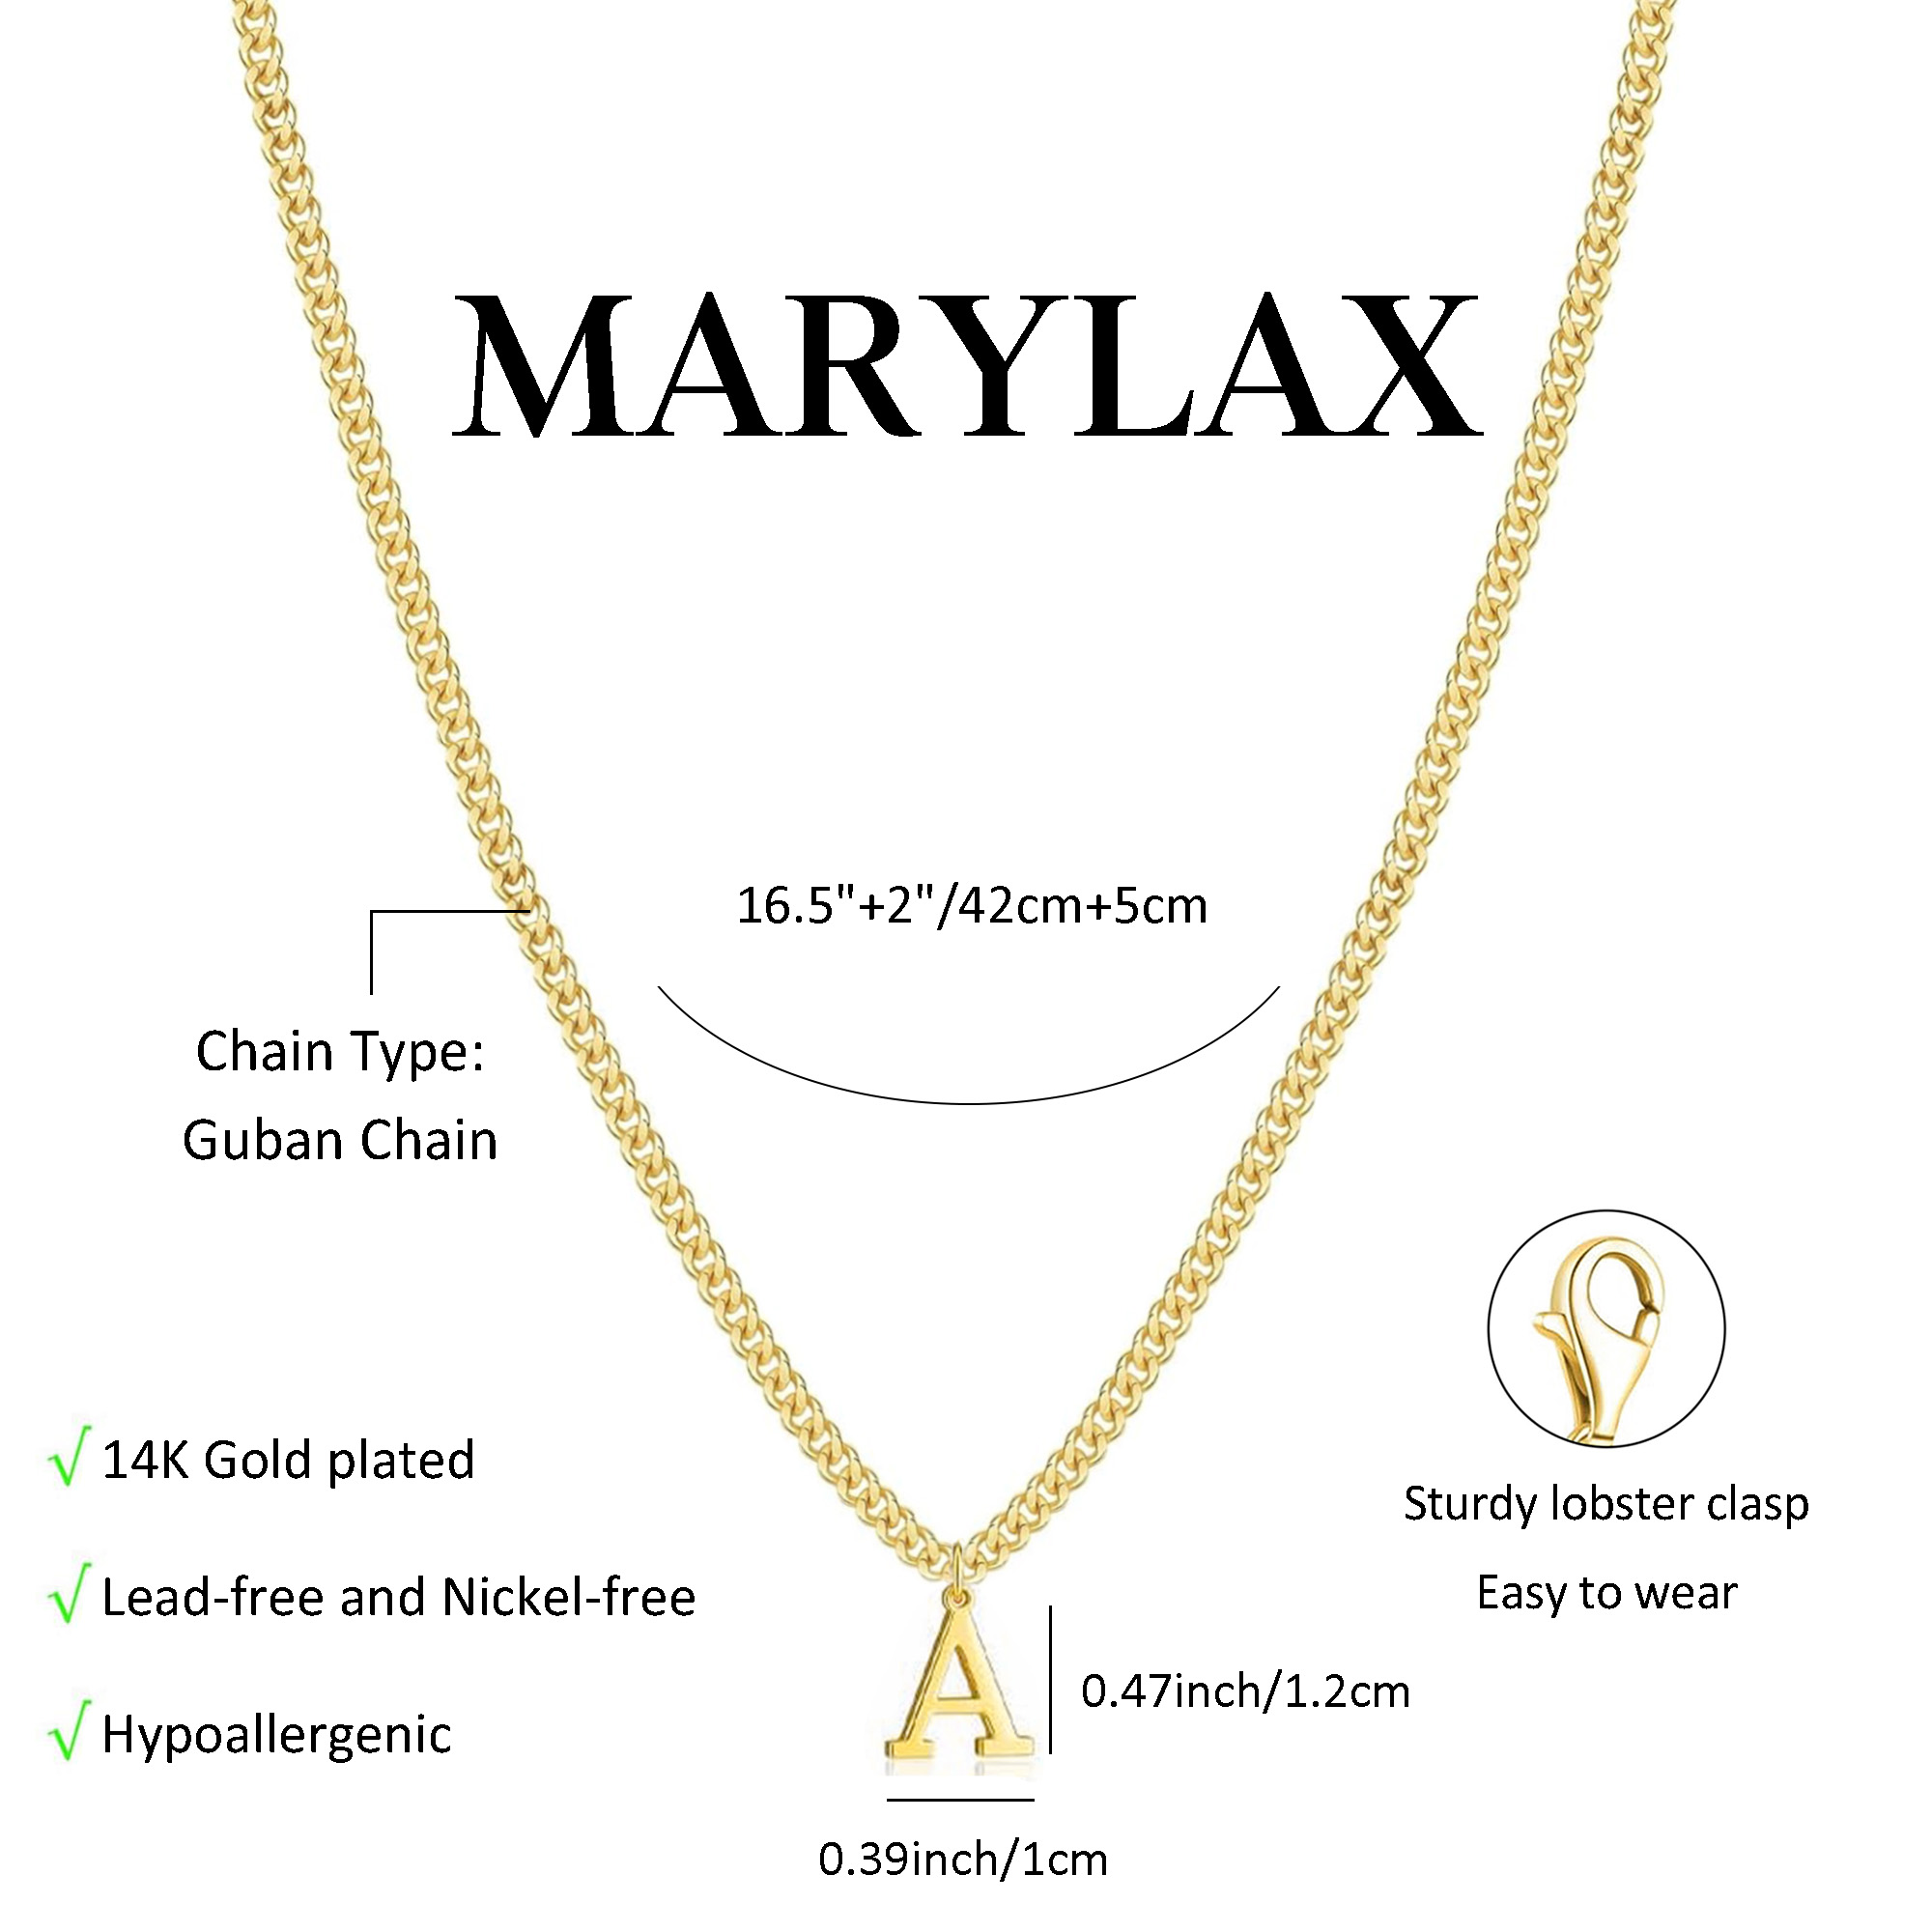 MARYLAX
16.5"+2"/42cm+5cm
Chain Type:
Guban Chain
√ 14K Gold plated
√ Lead-free and Nickel-free
√ Hypoallergenic
Sturdy lobster clasp
Easy to wear
A
0.47inch/1.2cm
0.39inch/1cm